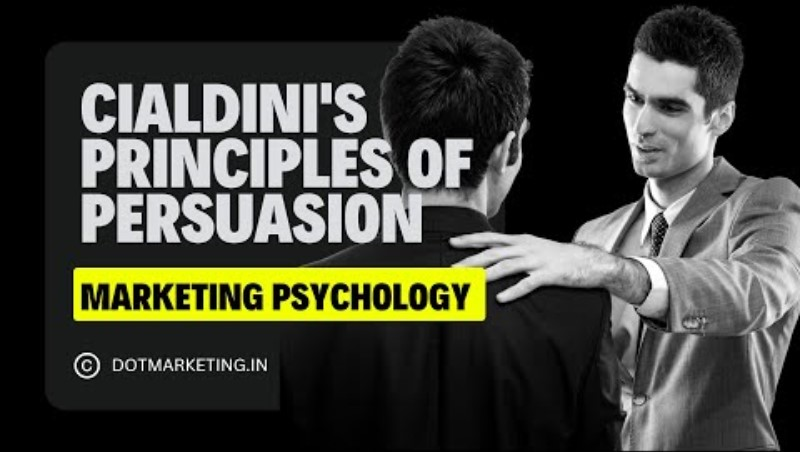 CIALDINI'S
PRINCIPLES OF
PERSUASION
MARKETING PSYCHOLOGY
© DOTMARKETING.IN